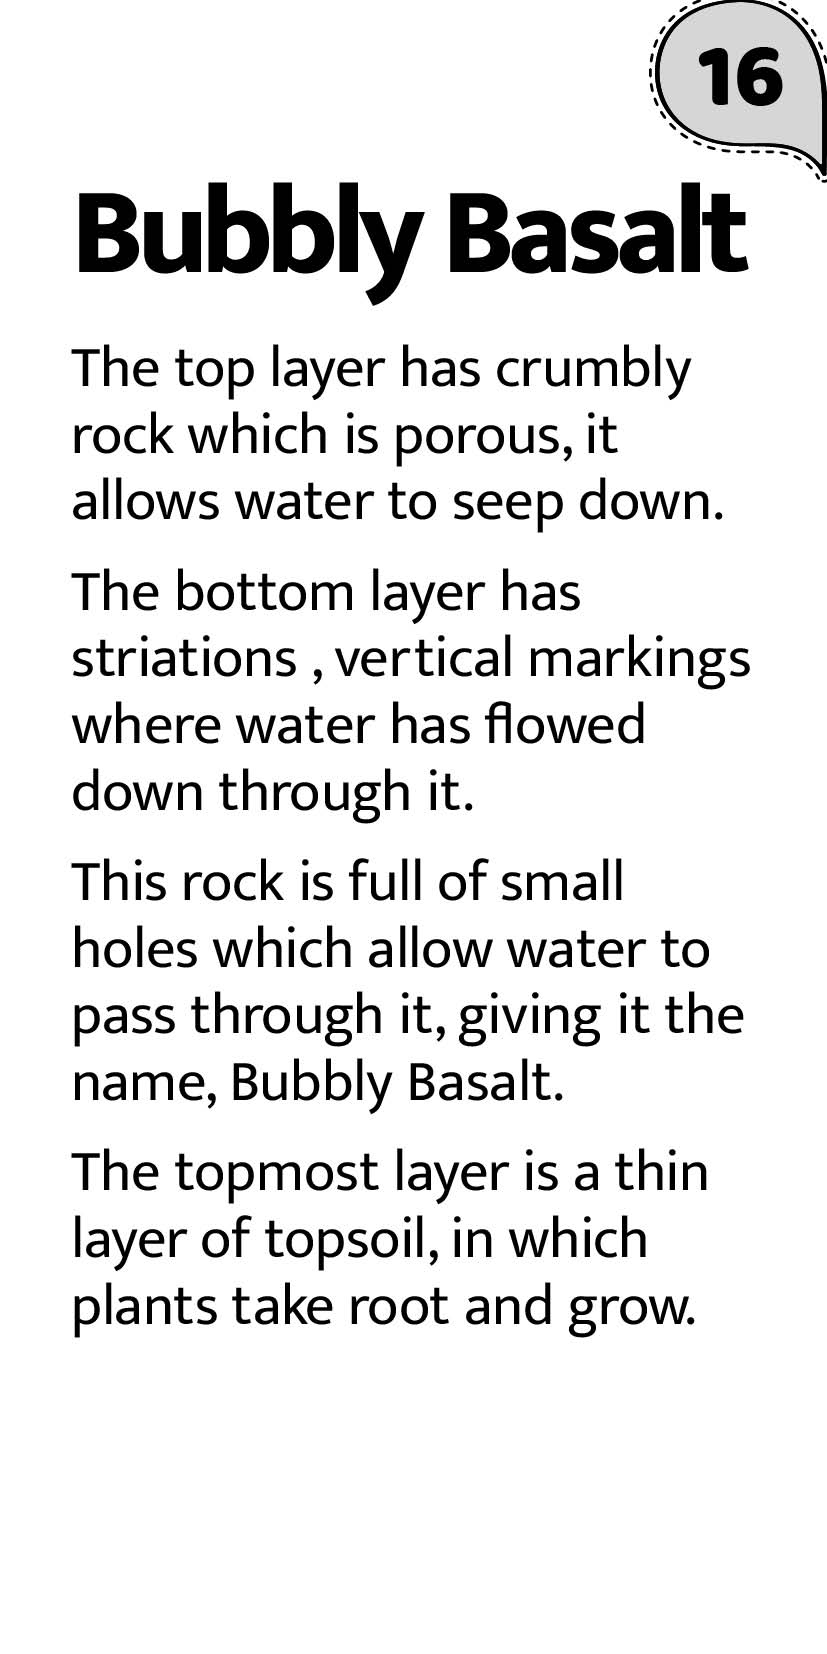 16
Bubbly Basalt
The top layer has crumbly
rock which is porous, it
allows water to seep down.
The bottom layer has
striations , vertical markings
where water has flowed
down through it.
This rock is full of small
holes which allow water to
pass through it, giving it the
name, Bubbly Basalt.
The topmost layer is a thin
layer of topsoil, in which
plants take root and grow.